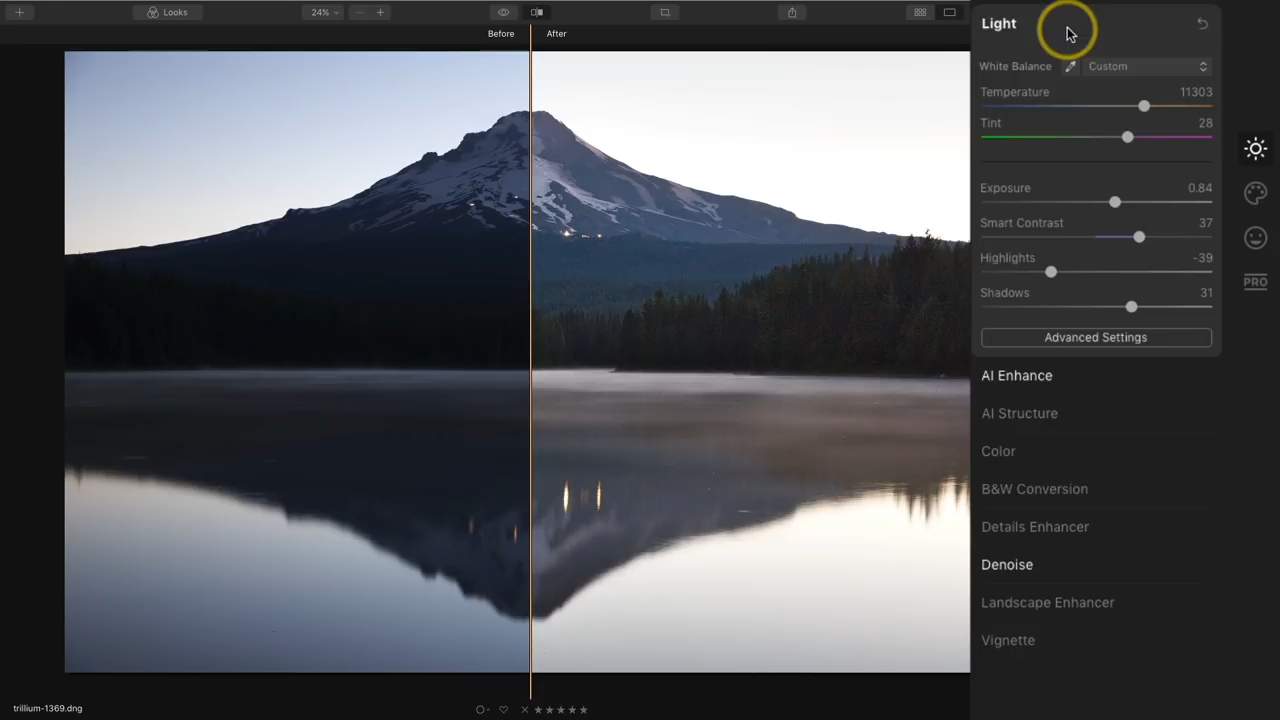 Looks
24%
Before
After
Light
White Balance
Custom
Temperature
11303
Tint
28
Exposure
0.84
Smart Contrast
37
Highlights
-39
Shadows
31
Advanced Settings
AI Enhance
AI Structure
Color
B&W Conversion
Details Enhancer
Denoise
Landscape Enhancer
Vignette
PRO
trillium-1369.dng